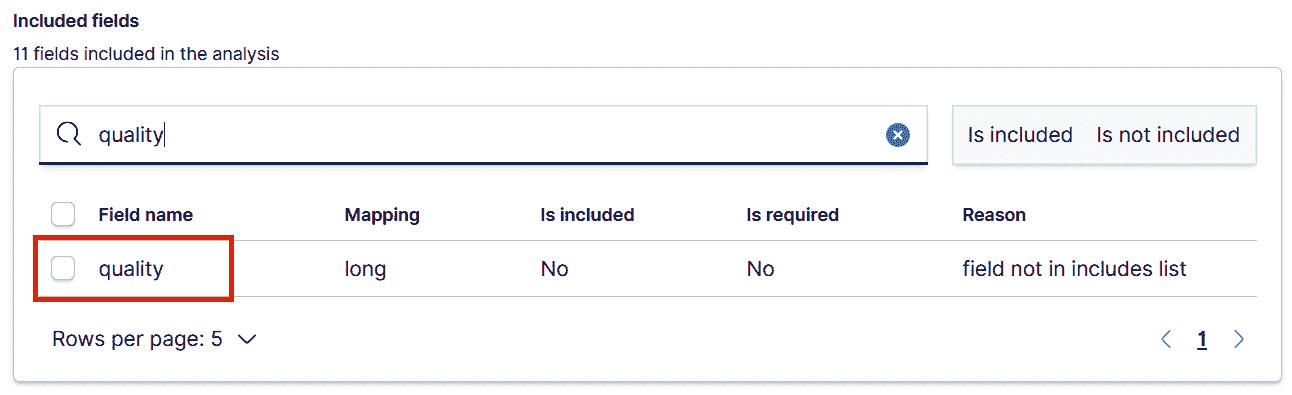 Included fields
11 fields included in the analysis
quality
Is included Is not included
Field name Mapping Is included Is required Reason
quality long No No field not in includes list
Rows per page: 5 1